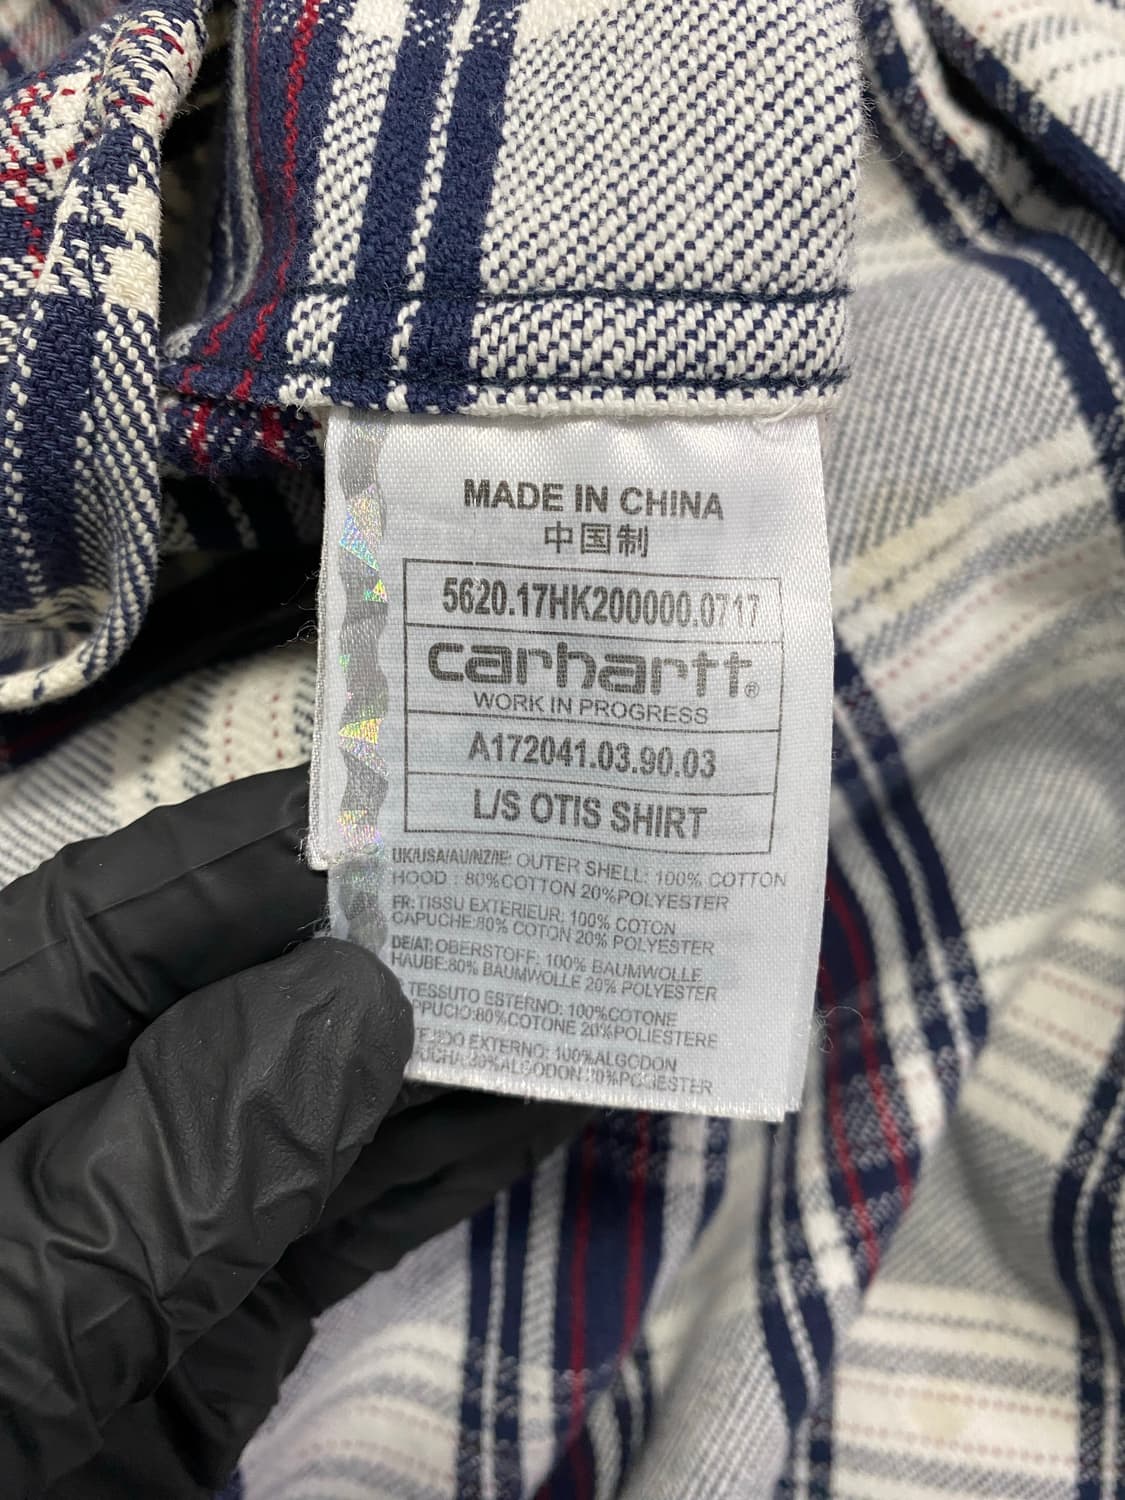 MADE IN CHINA
中国制
5620.17HK200000.0717
carhartt®
WORK IN PROGRESS
A172041.03.90.03
L/S OTIS SHIRT
UK/USA/AU/NZ/IE: OUTER SHELL: 100% COTTON
HOOD : 80%COTTON 20%POLYESTER
FR: TISSU EXTERIEUR: 100% COTON
CAPUCHE:80% COTON 20% POLYESTER
DE/AT: OBERSTOFF: 100% BAUMWOLLE
HAUBE:80% BAUMWOLLE 20% POLYESTER
TESSUTO ESTERNO: 100%COTONE
80%COTONE 20%POLIESTERE
EXTERNO: 100%ALGODON